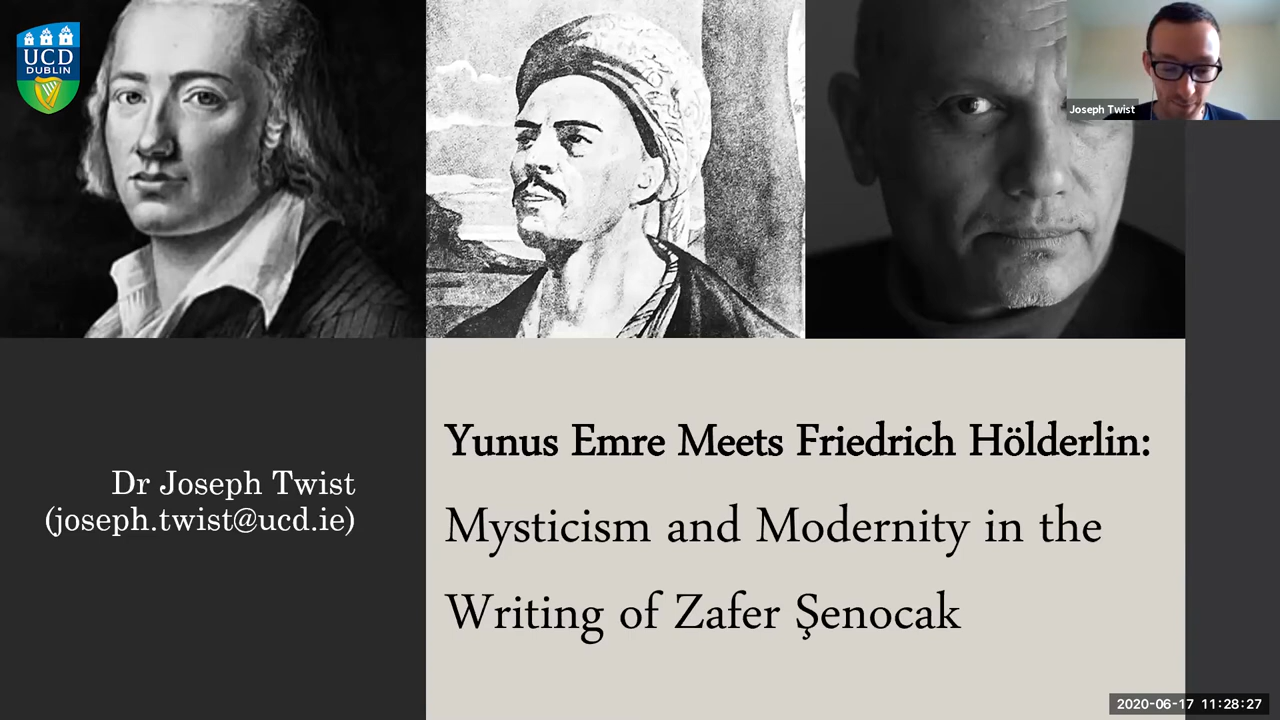 UCD
DUBLIN
Joseph Twist
Yunus Emre Meets Friedrich Hölderlin:
Mysticism and Modernity in the
Writing of Zafer Şenocak
Dr Joseph Twist
(joseph.twist@ucd.ie)
2020-06-17 11:28:27